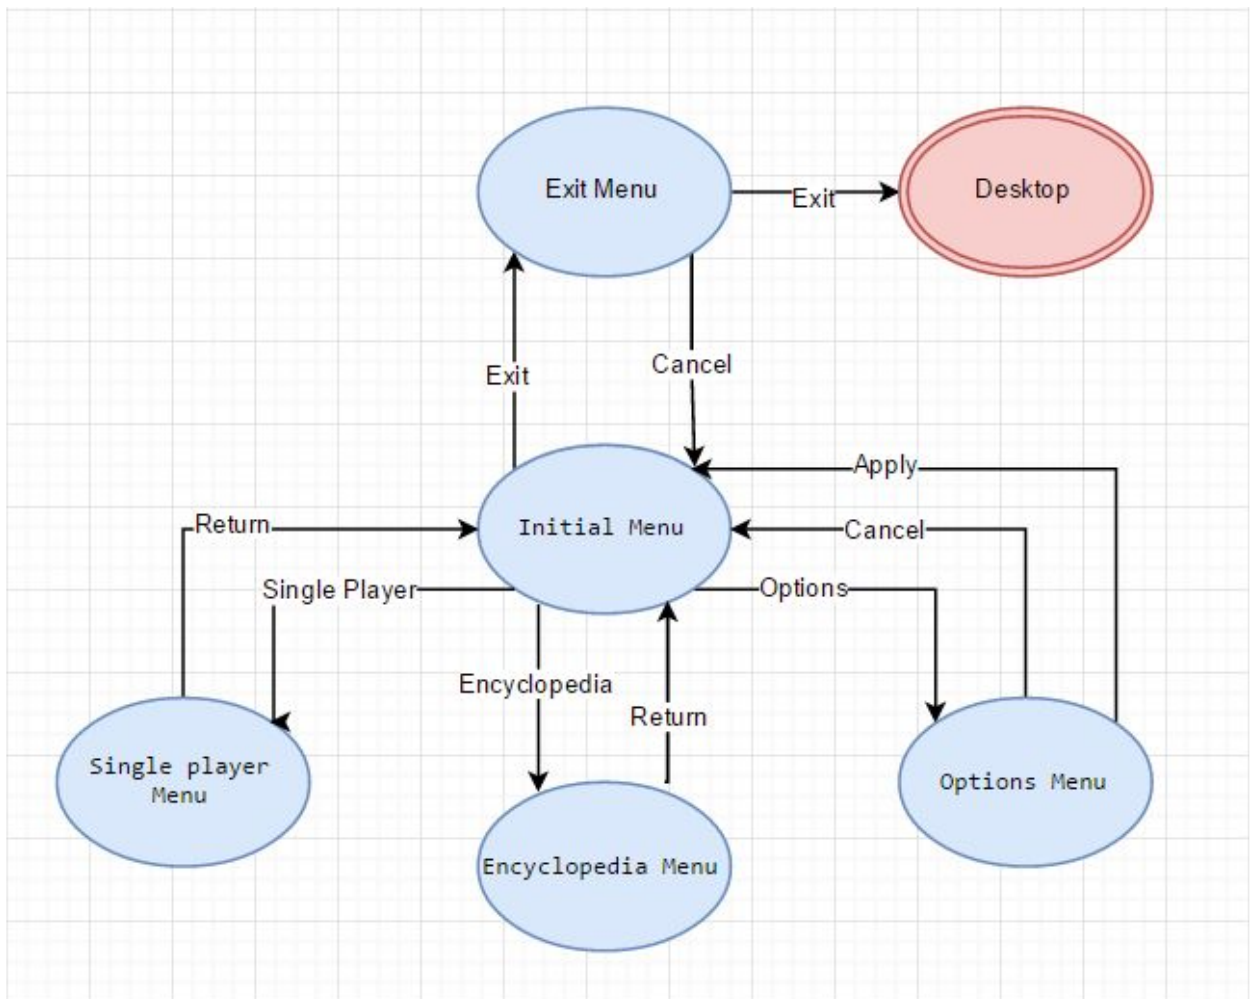 Exit Menu
Exit
Desktop
Exit
Cancel
Apply
Return
Initial Menu
Cancel
Single Player
Options
Encyclopedia
Return
Single player
Menu
Options Menu
Encyclopedia Menu